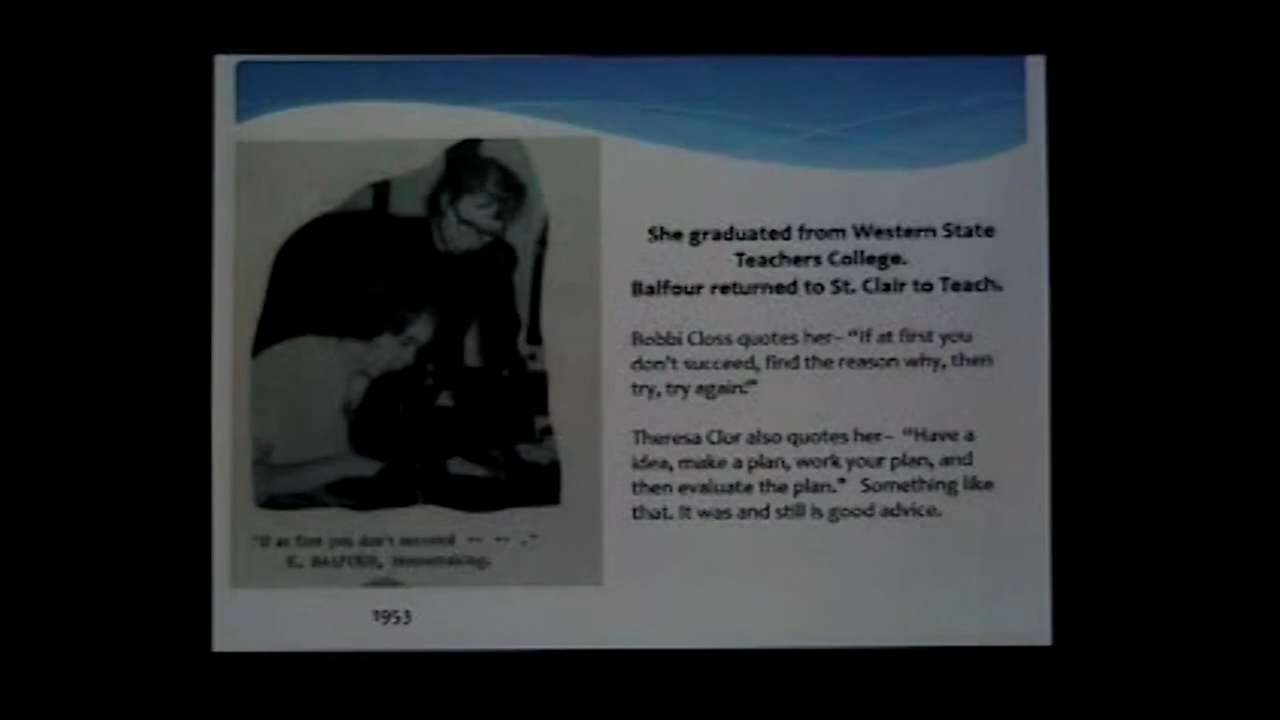 She graduated from Western State
Teachers College.
Balfour returned to St. Clair to Teach.
Bobbi Closs quotes her– "If at first you
don't succeed, find the reason why, then
try, try again."
Theresa Clor also quotes her– "Have a
idea, make a plan, work your plan, and
then evaluate the plan." Something like
that. It was and still is good advice.
"If at first you don't succeed -- -- ."
E. BALFOUR, Homemaking.
1953